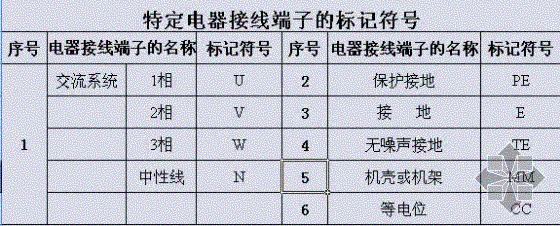 特定电器接线端子的标记符号
序号 电器接线端子的名称 标记符号 序号 电器接线端子的名称 标记符号
1 交流系统 1相 U 2 保护接地 PE
2相 V 3 接 地 E
3相 W 4 无噪声接地 TE
中性线 N 5 机壳或机架 MM
6 等电位 CC